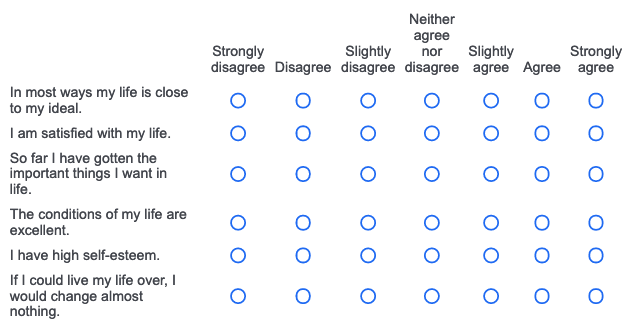 Strongly disagree
Disagree
Slightly disagree
Neither agree nor disagree
Slightly agree
Agree
Strongly agree
In most ways my life is close
to my ideal.
I am satisfied with my life.
So far I have gotten the
important things I want in
life.
The conditions of my life are
excellent.
I have high self-esteem.
If I could live my life over, I
would change almost
nothing.